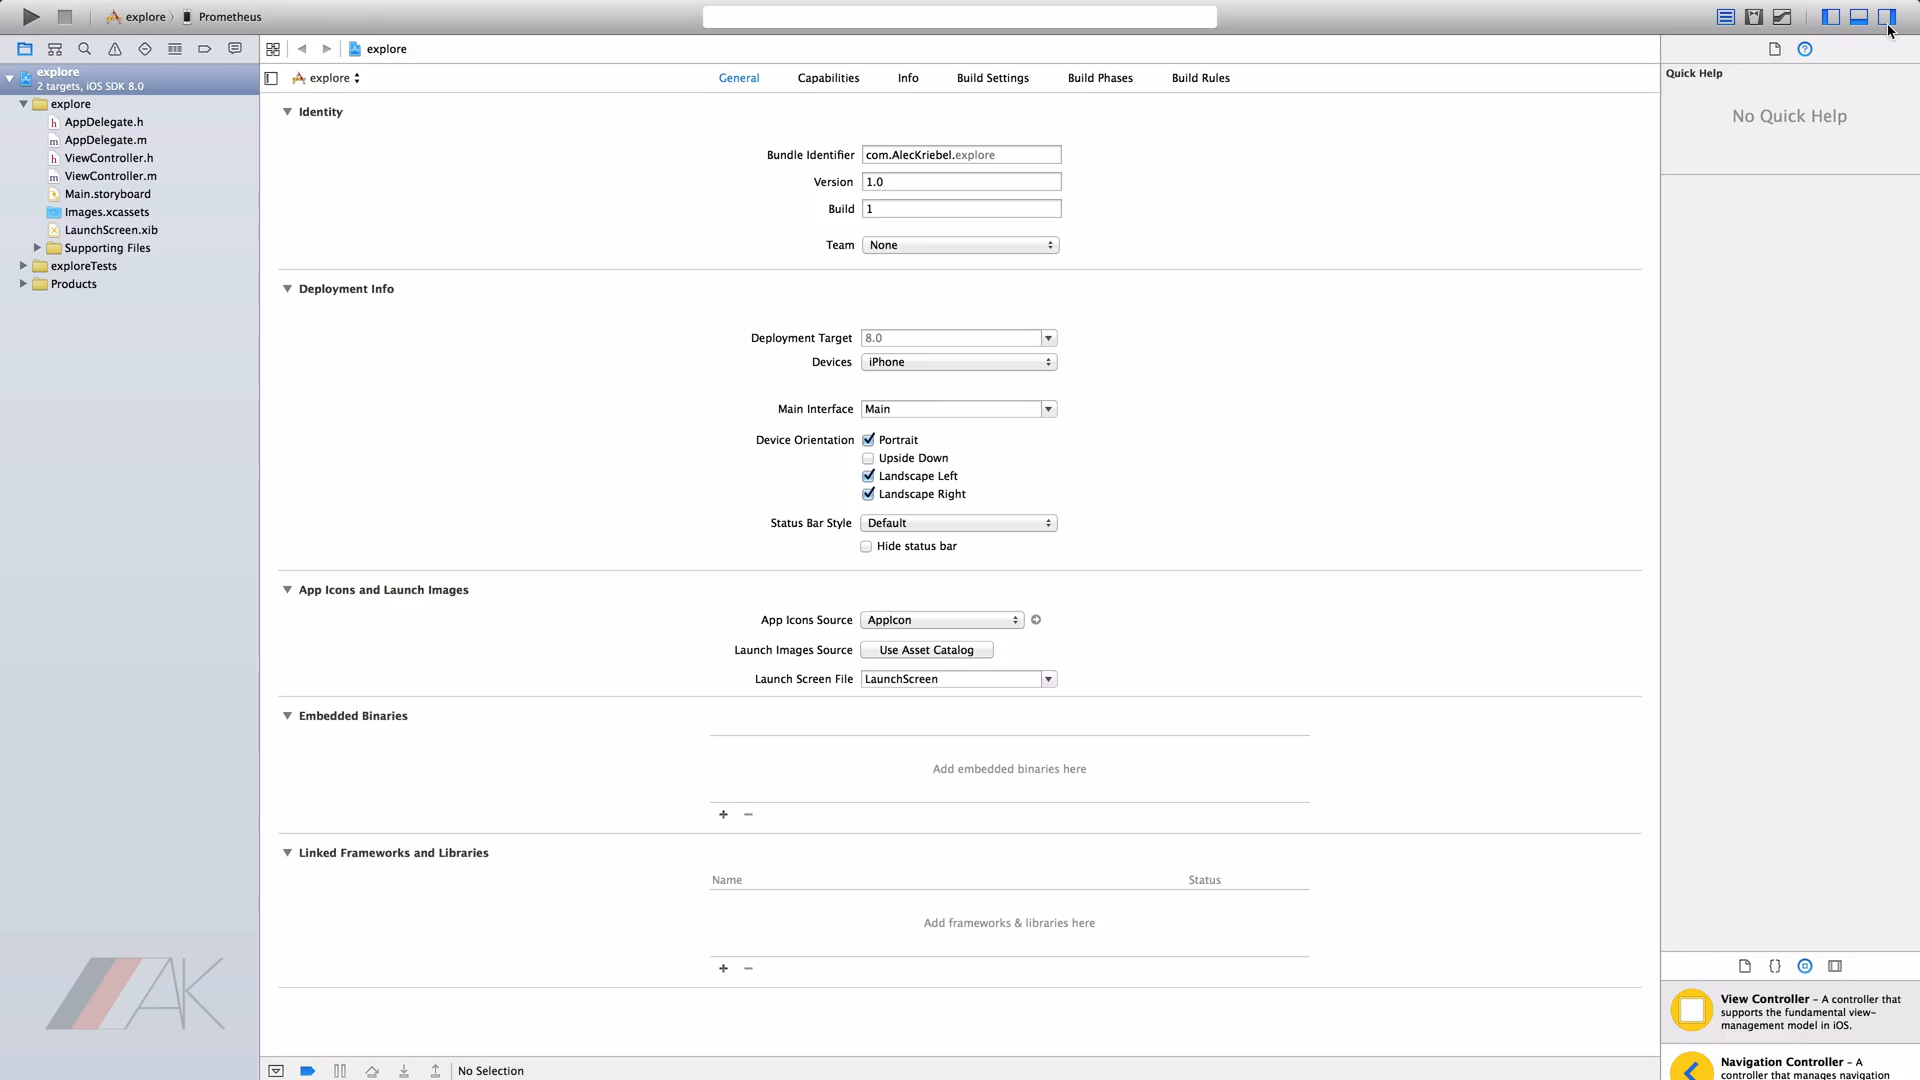 explore
Prometheus
explore
2 targets, iOS SDK 8.0
explore
AppDelegate.h
AppDelegate.m
ViewController.h
ViewController.m
Main.storyboard
Images.xcassets
LaunchScreen.xib
Supporting Files
exploreTests
Products
AK
explore
explore
General
Capabilities
Info
Build Settings
Build Phases
Build Rules
Identity
Bundle Identifier com.AlecKriebel.explore
Version 1.0
Build 1
Team None
Deployment Info
Deployment Target 8.0
Devices iPhone
Main Interface Main
Device Orientation Portrait
Upside Down
Landscape Left
Landscape Right
Status Bar Style Default
Hide status bar
App Icons and Launch Images
App Icons Source AppIcon
Launch Images Source Use Asset Catalog
Launch Screen File LaunchScreen
Embedded Binaries
Add embedded binaries here
Linked Frameworks and Libraries
Name Status
Add frameworks & libraries here
No Selection
Quick Help
No Quick Help
View Controller – A controller that
supports the fundamental view-
management model in iOS.
Navigation Controller – A
controller that manages navigation